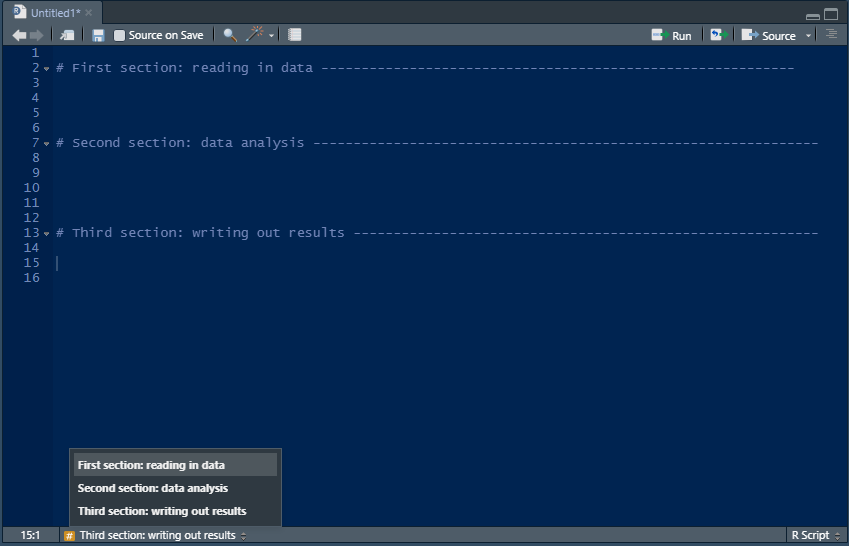 Untitled1*
Source on Save Run Source
1
2 # First section: reading in data -----------------------------------------------------------
3
4
5
6
7 # Second section: data analysis ---------------------------------------------------------------
8
9
10
11
12
13 # Third section: writing out results ----------------------------------------------------------
14
15
16
First section: reading in data
Second section: data analysis
Third section: writing out results
15:1 # Third section: writing out results R Script